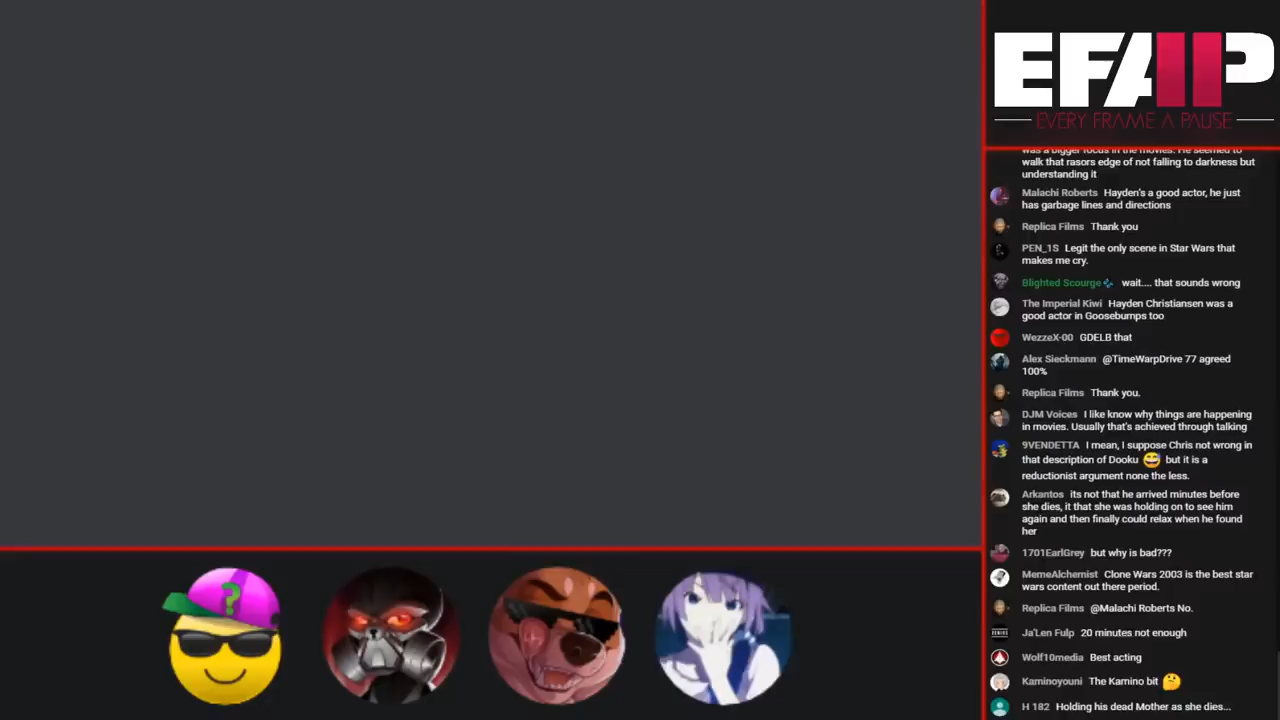 EFAP
EVERY FRAME A PAUSE
was a bigger focus in the movies. He seemed to
walk that rasors edge of not falling to darkness but
understanding it
Malachi Roberts Hayden's a good actor, he just
has garbage lines and directions
Replica Films Thank you
PEN_1S Legit the only scene in Star Wars that
makes me cry.
Blighted Scourge wait.... that sounds wrong
The Imperial Kiwi Hayden Christiansen was a
good actor in Goosebumps too
WezzeX-00 GDELB that
Alex Sieckmann @TimeWarpDrive 77 agreed
100%
Replica Films Thank you.
DJM Voices I like know why things are happening
in movies. Usually that's achieved through talking
9VENDETTA I mean, I suppose Chris not wrong in
that description of Dooku 😅 but it is a
reductionist argument none the less.
Arkantos its not that he arrived minutes before
she dies, it that she was holding on to see him
again and then finally could relax when he found
her
1701EarlGrey but why is bad???
MemeAlchemist Clone Wars 2003 is the best star
wars content out there period.
Replica Films @Malachi Roberts No.
Ja'Len Fulp 20 minutes not enough
Wolf10media Best acting
Kaminoyouni The Kamino bit 🤔
H 182 Holding his dead Mother as she dies...
?